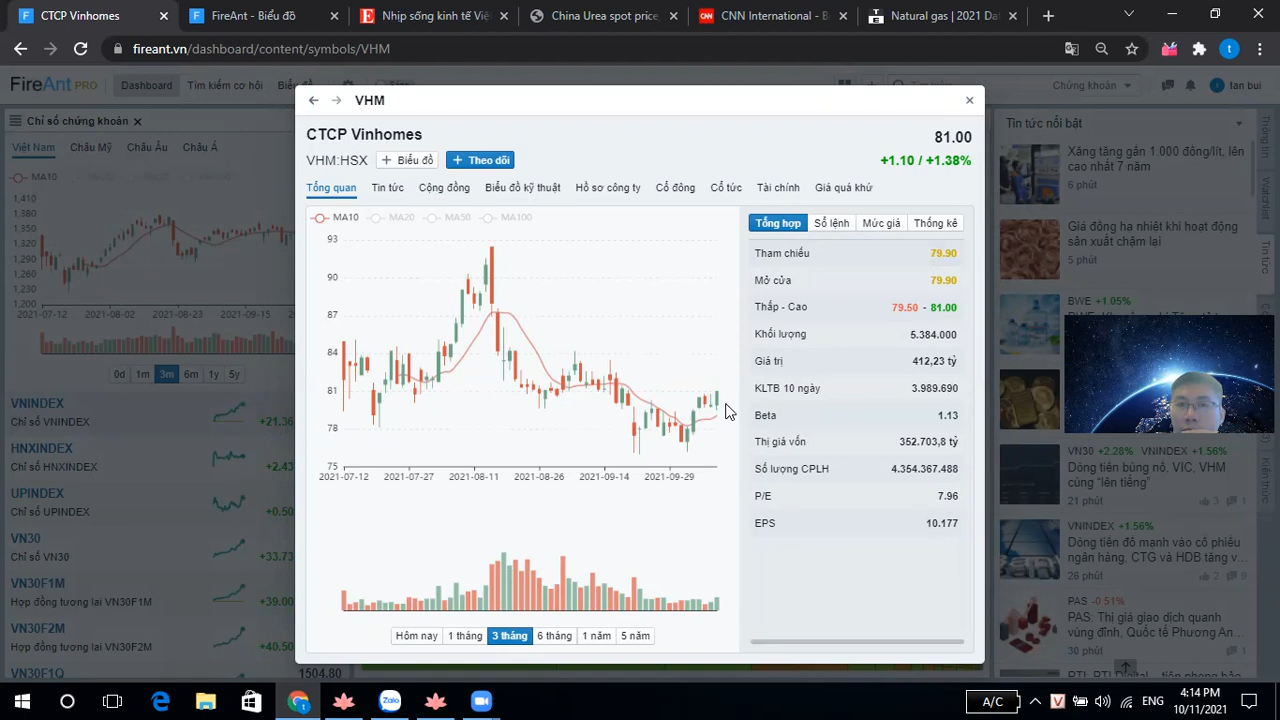 CTCP Vinhomes
FireAnt - Biểu đồ
Nhịp sống kinh tế Việ
China Urea spot price,
CNN International - B
Natural gas | 2021 Da
fireant.vn/dashboard/content/symbols/VHM
FireAnt PRO
Dashboard
Tìm kiếm cơ hội
Chứng khoán
lan bui
Chỉ số chứng khoán
Việt Nam
Châu Mỹ
Châu Âu
Châu Á
MA10
1,410
1,380
1,350
1,320
1,290
1,260
1,230
1,200
2021-07-12
2021-08-02
2021-08-23
2021-09-15
0d
1m
3m
6m
1y
5y
VNINDEX
Chỉ số VNINDEX
+21.36
HNXINDEX
Chỉ số HNXINDEX
+2.43
UPINDEX
Chỉ số UPINDEX
+0.50
VN30
Chỉ số VN30
+33.73
VN30F1M
Hợp đồng tương lai VN30F1M
+39.00
VN30F2M
Hợp đồng tương lai VN30F2M
+40.50
VN30F1Q
1504.80
VHM
CTCP Vinhomes
81.00
VHM:HSX
Biểu đồ
Theo dõi
+1.10 / +1.38%
Tổng quan
Tin tức
Cộng đồng
Biểu đồ kỹ thuật
Hồ sơ công ty
Cổ đông
Cổ tức
Tài chính
Giá quá khứ
MA10
MA20
MA50
MA100
93
90
87
84
81
78
75
2021-07-12
2021-07-27
2021-08-11
2021-08-26
2021-09-14
2021-09-29
Hôm nay
1 tháng
3 tháng
6 tháng
1 năm
5 năm
Tổng hợp
Sổ lệnh
Mức giá
Thống kê
Tham chiếu 79.90
Mở cửa 79.90
Thấp - Cao 79.50 - 81.00
Khối lượng 5.384.000
Giá trị 412,23 tỷ
KLTB 10 ngày 3.989.690
Beta 1.13
Thị giá vốn 352.703,8 tỷ
Số lượng CPLH 4.354.367.488
P/E 7.96
EPS 10.177
Tin tức nổi bật
Xăng tăng gần 1.000 đồng/lít, lên
cao nhất 7 năm
6 phút
Giá đồng hạ nhiệt khi hoạt động
sản xuất chậm lại
5 phút
BWE +1.05%
VN30 +2.28% VNINDEX +1.56%
Dòng tiền bùng nổ, VIC, VHM
cùng “lên tiếng”
21 phút
3
1
VNINDEX +1.56%
Dòng tiền đổ mạnh vào cổ phiếu
ngân hàng, CTG và HDB tăng v...
26 phút
2
9
PAS -0.51%
PAS: Thị giá giao dịch quanh
vùng đỉnh, Quốc tế Phương An...
30 phút
1
Thông tin
Watchlist
Tin tức
Kiến thức
A/C
ENG
4:14 PM
10/11/2021